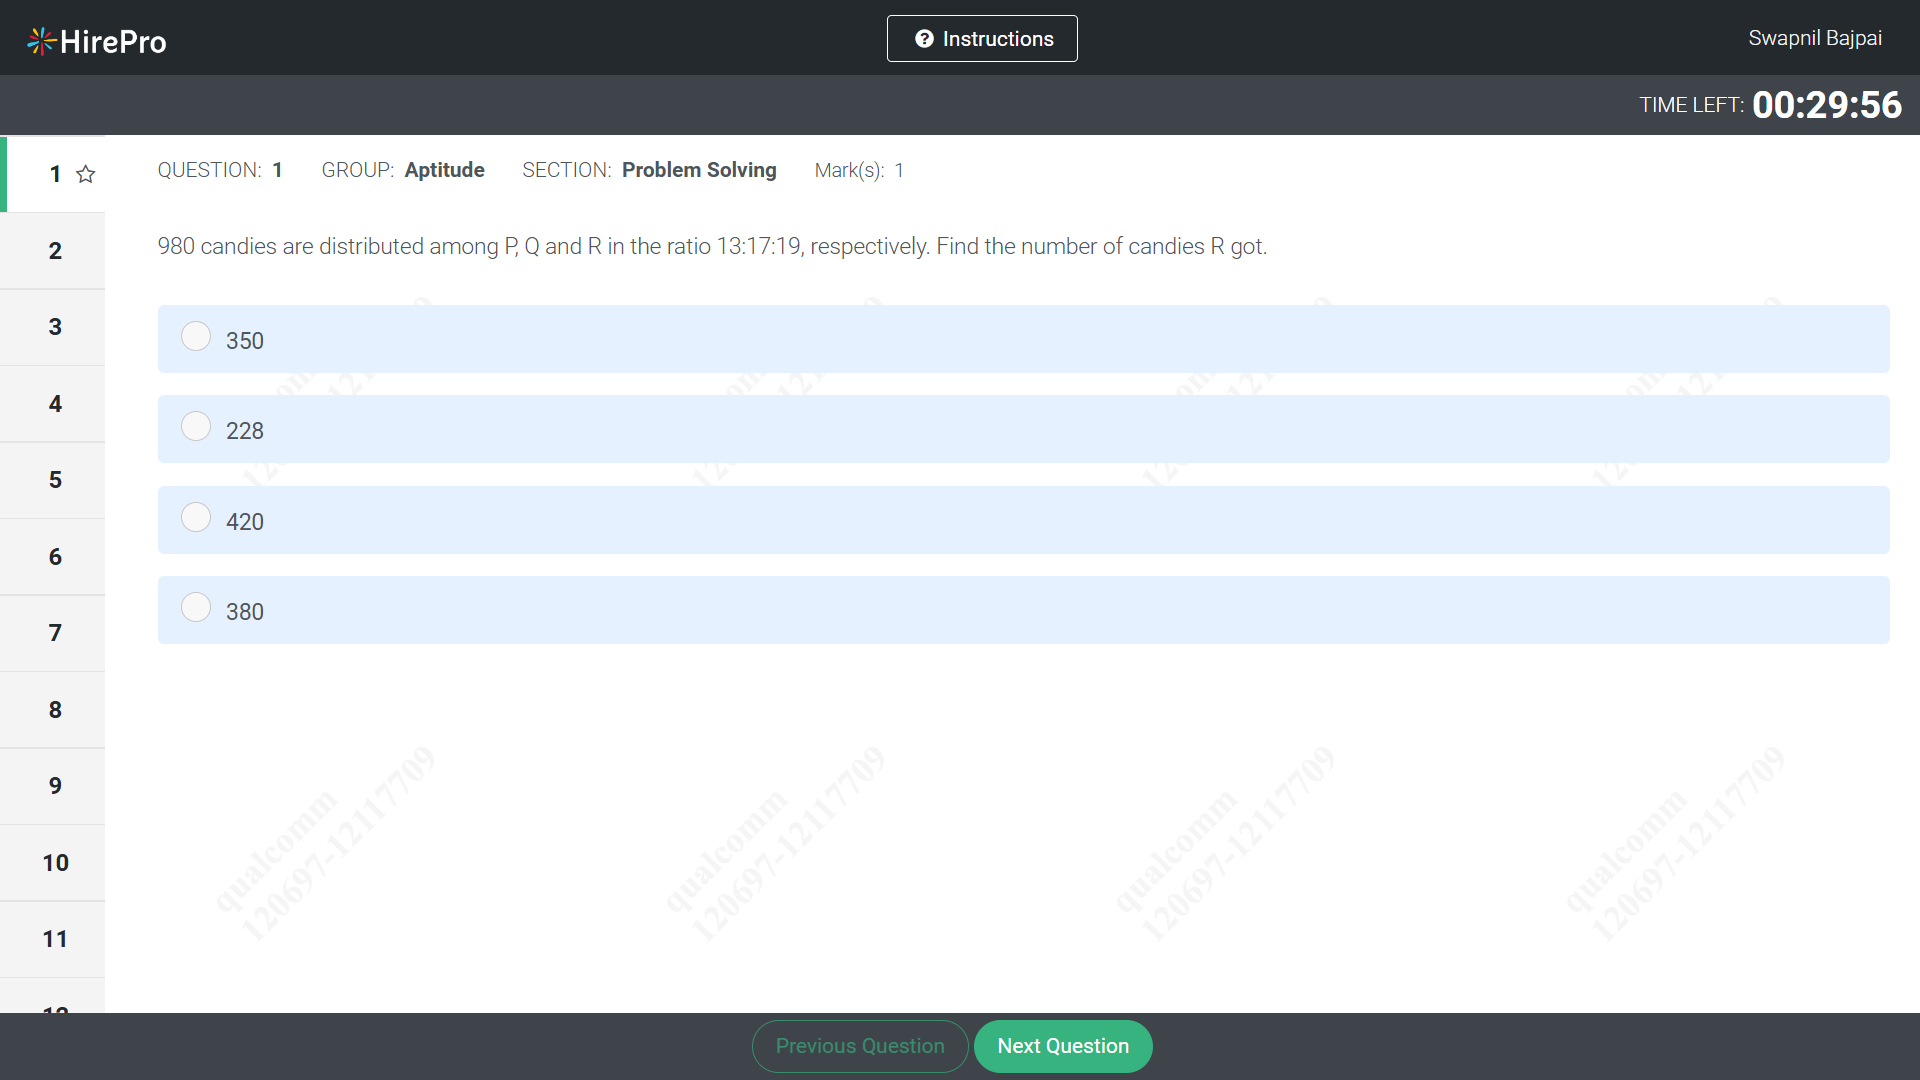 HirePro
Instructions
Swapnil Bajpai
TIME LEFT: 00:29:56
1
QUESTION: 1 GROUP: Aptitude SECTION: Problem Solving Mark(s): 1
2
980 candies are distributed among P, Q and R in the ratio 13:17:19, respectively. Find the number of candies R got.
3
350
4
228
5
420
6
380
7
8
9
10
11
12
qualcomm
120697-12117709
qualcomm
120697-12117709
qualcomm
120697-12117709
qualcomm
120697-12117709
Previous Question
Next Question